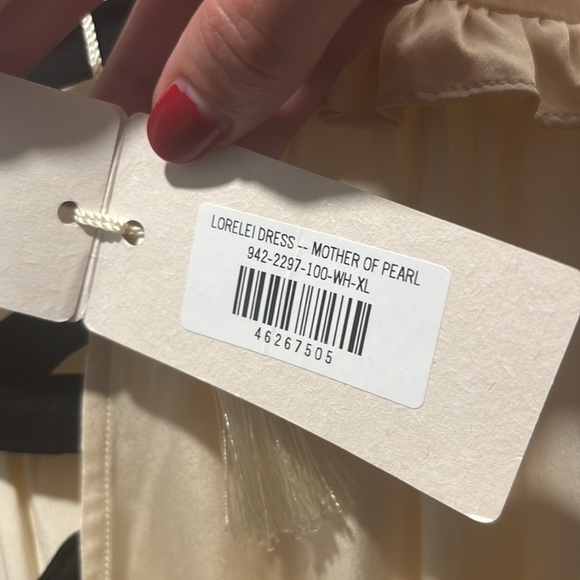 LORELEI DRESS -- MOTHER OF PEARL
942-2297-100-WH-XL
46267505